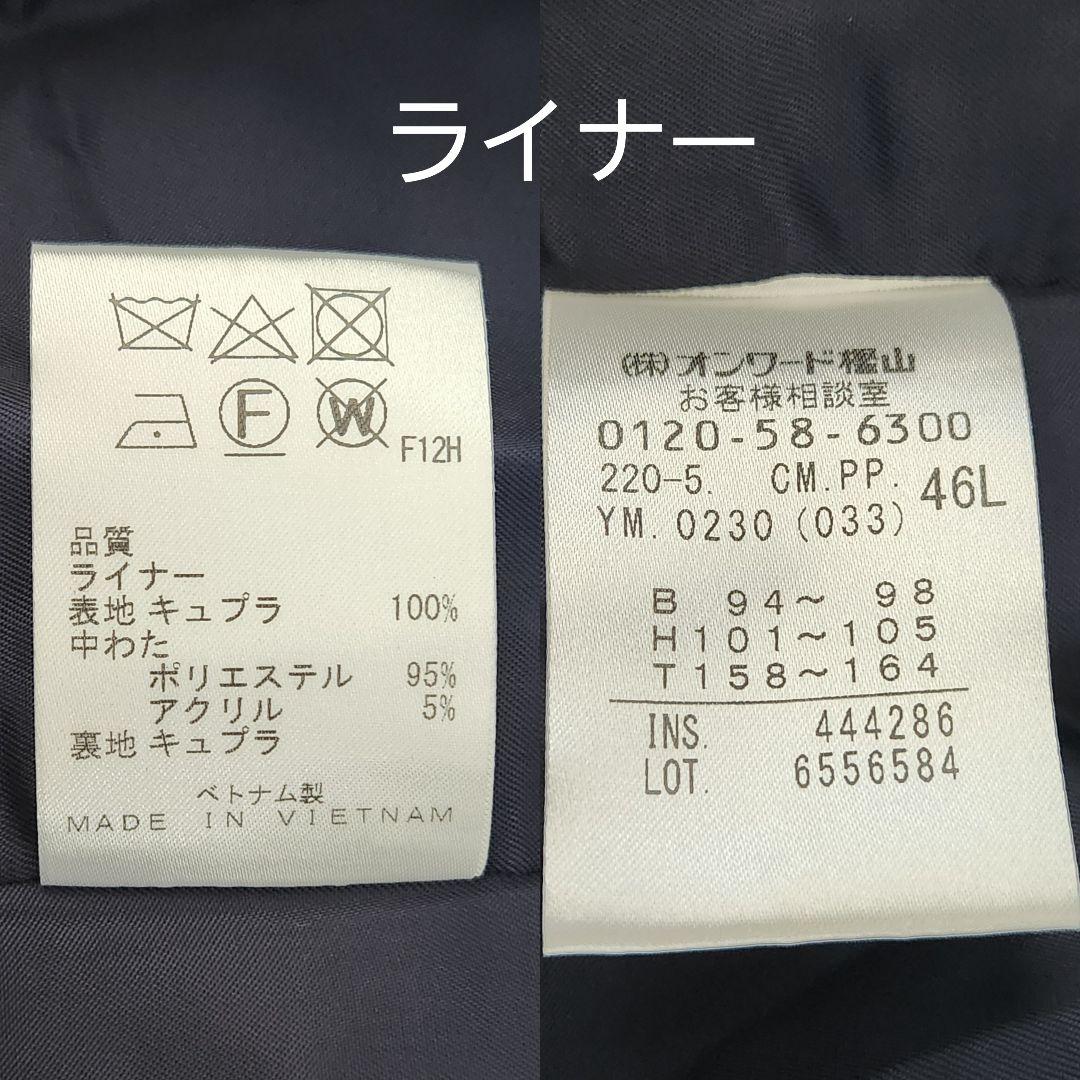 ライナー
F
W
F12H
品質
ライナー
表地 キュプラ 100%
中わた
ポリエステル 95%
アクリル 5%
裏地 キュプラ
ベトナム製
MADE IN VIETNAM
(株)オンワード樫山
お客様相談室
0120-58-6300
220-5. CM.PP. 46L
YM. 0230 (033)
B 94~ 98
H101~105
T158~164
INS. 444286
LOT. 6556584